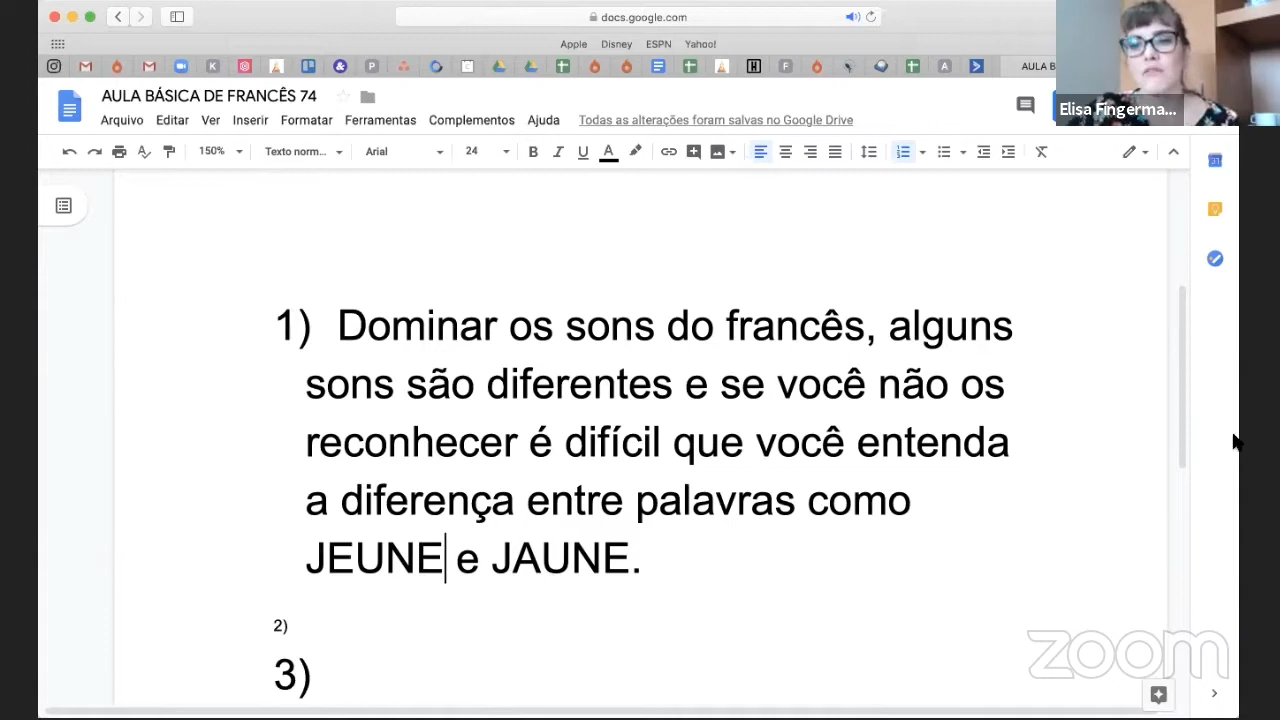 docs.google.com
Apple Disney ESPN Yahoo!
AULA B
AULA BÁSICA DE FRANCÊS 74
Elisa Fingerma...
Arquivo Editar Ver Inserir Formatar Ferramen Complementos Ajuda Todas as alterações foram salvas no Google Drive
150% Texto norm... Arial 24 B I U A
1) Dominar os sons do francês, alguns
sons são diferentes e se você não os
reconhecer é difícil que você entenda
a diferença entre palavras como
JEUNE e JAUNE.
2)
3)
zoom